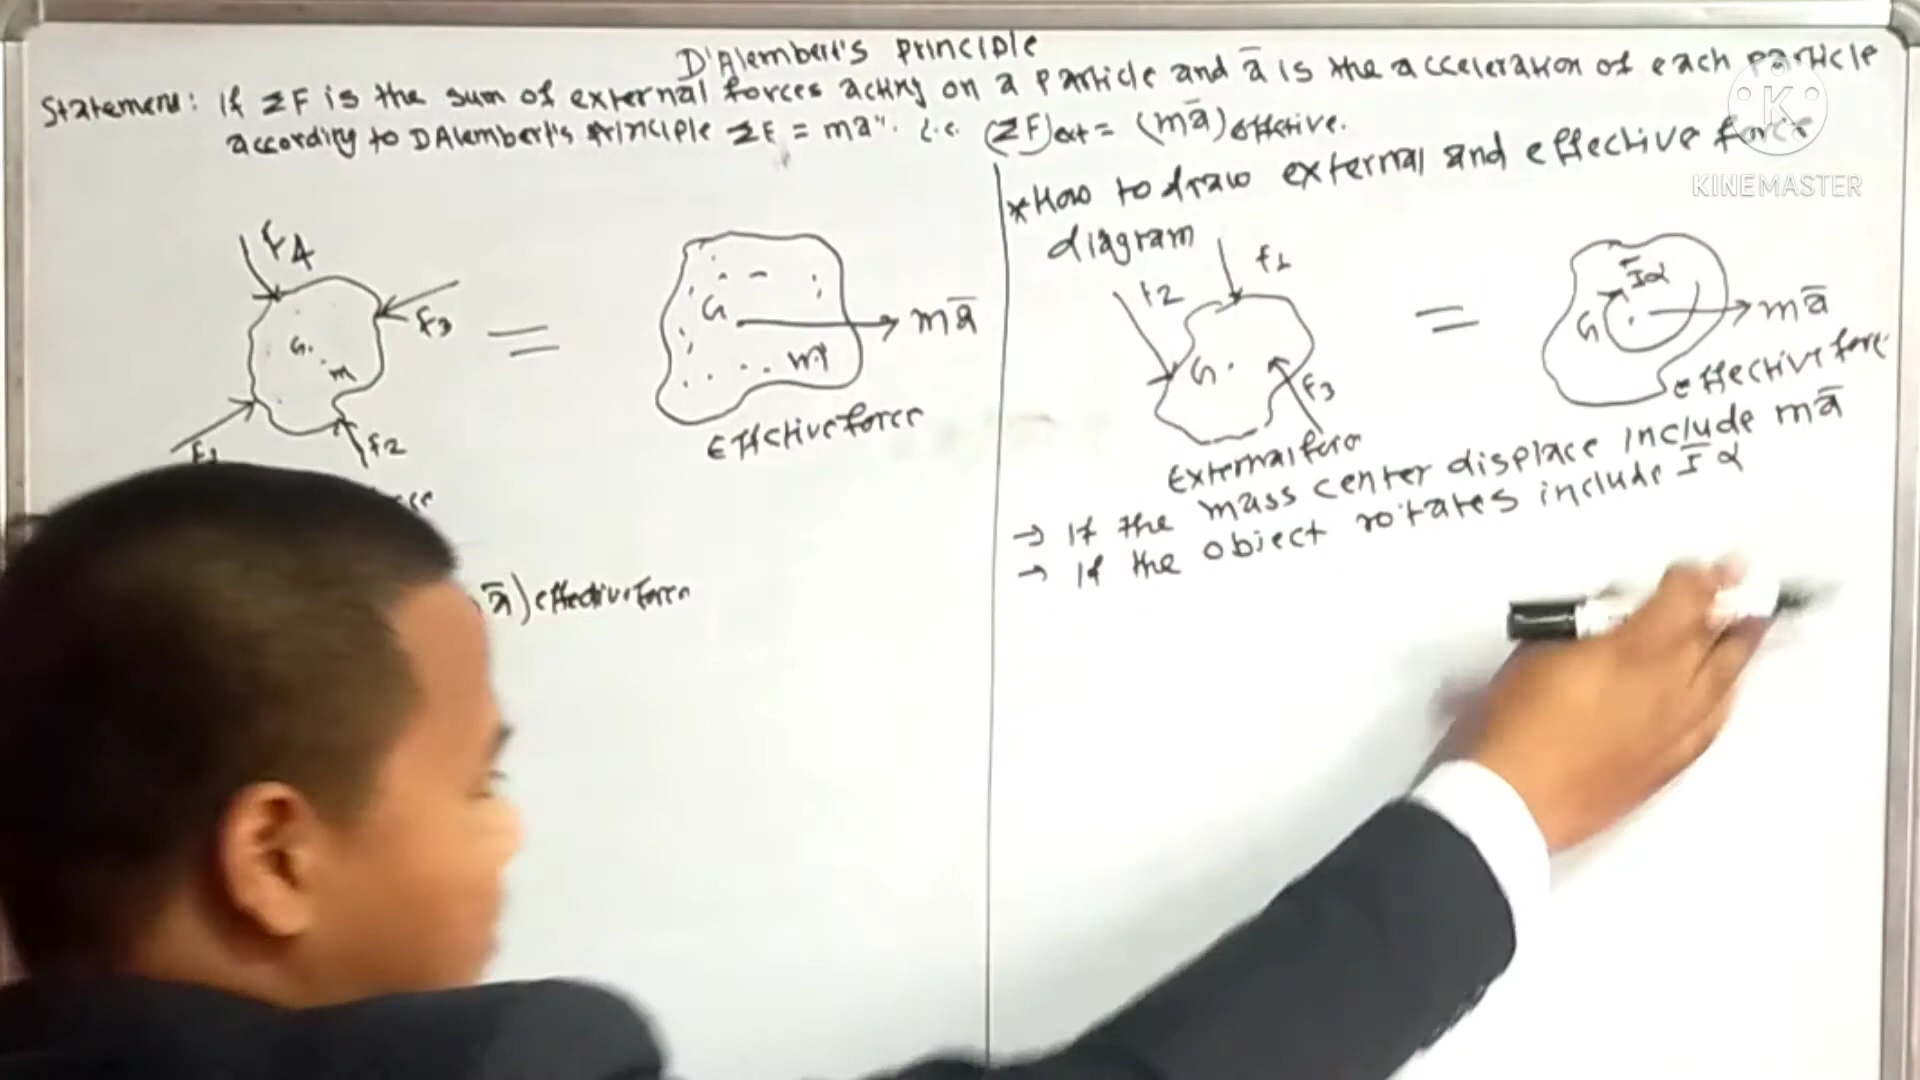 D'Alembert's Principle
Statement: If ΣF is the sum of external forces acting on a particle and ā is the acceleration of each particle
according to DAlembert's principle ΣF = ma". i.e. (ΣF)ext = (mā) effective.
F4
F3
G.
m
F1
F2
=
G
m
mā
Effctive force
ā) effective force
* How to draw external and effective force
diagram
F1
F2
G.
F3
External force
=
Īα
G
mā
effective force
→ If the mass center displace include mā
→ If the object rotates include Īα
K
KINEMASTER